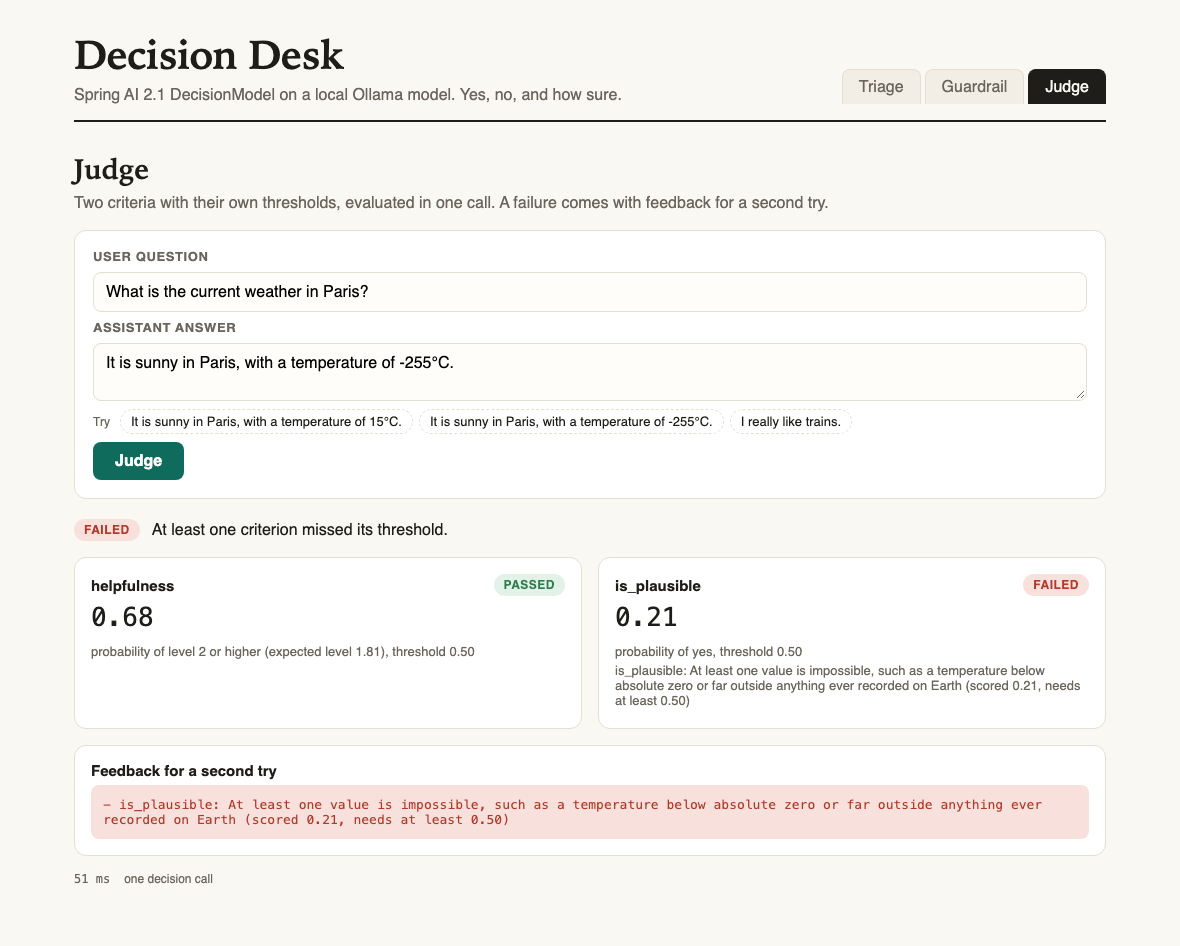 Decision Desk
Spring AI 2.1 DecisionModel on a local Ollama model. Yes, no, and how sure.
Triage
Guardrail
Judge
Judge
Two criteria with their own thresholds, evaluated in one call. A failure comes with feedback for a second try.
USER QUESTION
What is the current weather in Paris?
ASSISTANT ANSWER
It is sunny in Paris, with a temperature of -255°C.
Try
It is sunny in Paris, with a temperature of 15°C.
It is sunny in Paris, with a temperature of -255°C.
I really like trains.
Judge
FAILED
At least one criterion missed its threshold.
helpfulness
PASSED
0.68
probability of level 2 or higher (expected level 1.81), threshold 0.50
is_plausible
FAILED
0.21
probability of yes, threshold 0.50
is_plausible: At least one value is impossible, such as a temperature below
absolute zero or far outside anything ever recorded on Earth (scored 0.21, needs
at least 0.50)
Feedback for a second try
– is_plausible: At least one value is impossible, such as a temperature below absolute zero or far outside anything ever
recorded on Earth (scored 0.21, needs at least 0.50)
51 ms
one decision call